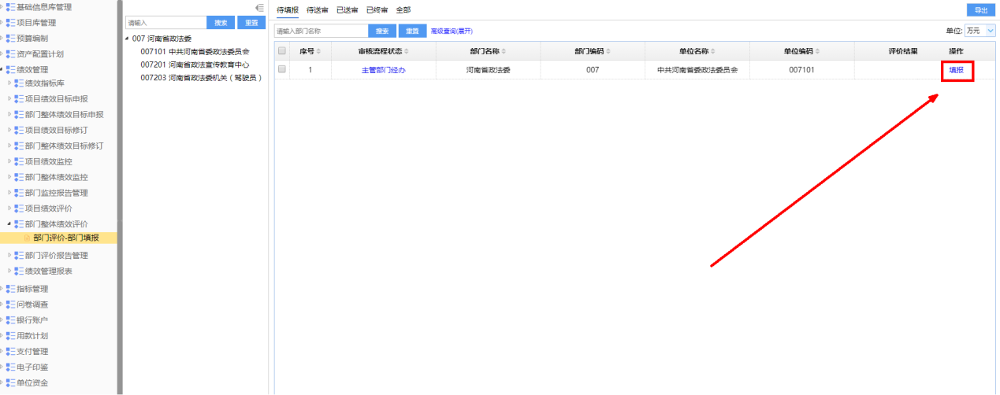 基础信息库管理
项目库管理
预算编制
资产配置计划
绩效管理
绩效指标库
项目绩效目标申报
部门整体绩效目标申报
项目绩效目标修订
部门整体绩效目标修订
项目绩效监控
部门整体绩效监控
部门监控报告管理
项目绩效评价
部门整体绩效评价
部门评价-部门填报
部门评价报告管理
绩效管理报表
指标管理
问卷调查
银行账户
用款计划
支付管理
电子印鉴
单位资金
请输入 搜索 重置
007 河南省政法委
007101 中共河南省委政法委员会
007201 河南省政法宣传教育中心
007203 河南省政法委机关（驾驶员）
待填报 待送审 已送审 已终审 全部 导出
请输入部门名称 搜索 重置 高级查询(展开) 单位: 万元
序号 审核流程状态 部门名称 部门编码 单位名称 单位编码 评价结果 操作
1 主管部门经办 河南省政法委 007 中共河南省委政法委员会 007101 填报